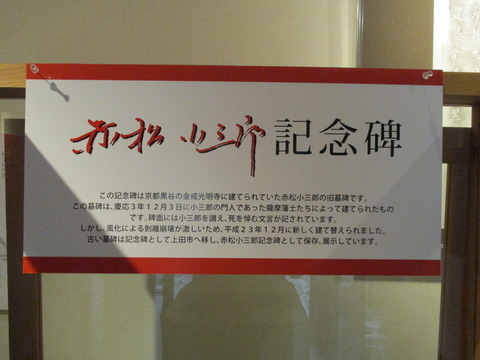 赤松 小三郎 記念碑
この記念碑は京都黒谷の金戒光明寺に建てられていた赤松小三郎の旧墓碑です。
この墓碑は、慶応３年１２月３日に小三郎の門人であった薩摩藩士たちによって建てられたもの
です。碑面には小三郎を讃え、死を悼む文言が記されています。
しかし、風化による剥離崩壊が激しいため、平成２３年１２月に新しく建て替えられました。
古い墓碑は記念碑として上田市へ移し、赤松小三郎記念碑として保存、展示しています。